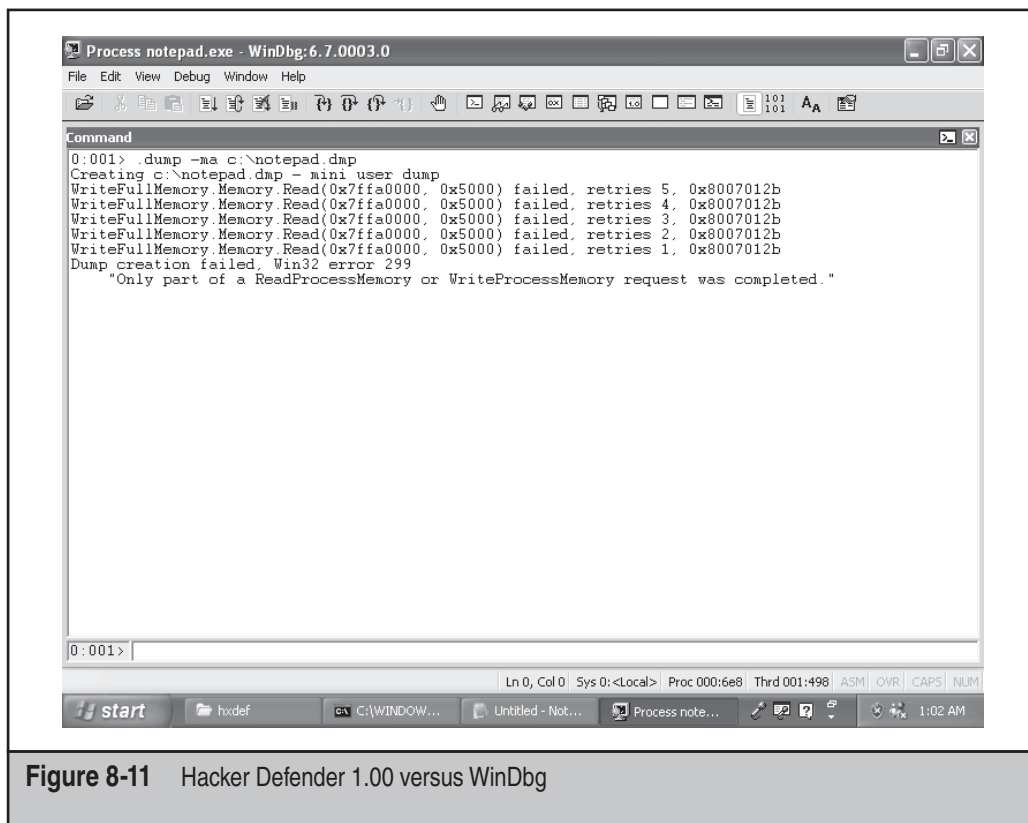 Process notepad.exe - WinDbg:6.7.0003.0
File Edit View Debug Window Help
101
101 AA
Command
0:001> .dump -ma c:\notepad.dmp
Creating c:\notepad.dmp - mini user dump
WriteFullMemory.Memory.Read(0x7ffa0000, 0x5000) failed, retries 5, 0x8007012b
WriteFullMemory.Memory.Read(0x7ffa0000, 0x5000) failed, retries 4, 0x8007012b
WriteFullMemory.Memory.Read(0x7ffa0000, 0x5000) failed, retries 3, 0x8007012b
WriteFullMemory.Memory.Read(0x7ffa0000, 0x5000) failed, retries 2, 0x8007012b
WriteFullMemory.Memory.Read(0x7ffa0000, 0x5000) failed, retries 1, 0x8007012b
Dump creation failed, Win32 error 299
"Only part of a ReadProcessMemory or WriteProcessMemory request was completed."
0:001>
Ln 0, Col 0 Sys 0:<Local> Proc 000:6e8 Thrd 001:498 ASM OVR CAPS NUM
start hxdef C:\WINDOW... Untitled - Not... Process note... 1:02 AM
Figure 8-11 Hacker Defender 1.00 versus WinDbg